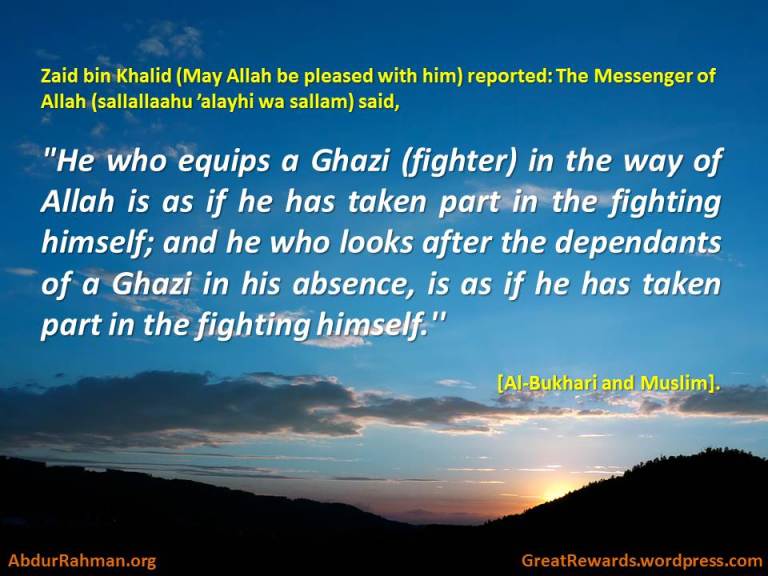 Zaid bin Khalid (May Allah be pleased with him) reported: The Messenger of
Allah (sallallaahu ’alayhi wa sallam) said,
"He who equips a Ghazi (fighter) in the way of
Allah is as if he has taken part in the fighting
himself; and he who looks after the dependants
of a Ghazi in his absence, is as if he has taken
part in the fighting himself.''
[Al-Bukhari and Muslim].
AbdurRahman.org
GreatRewards.wordpress.com